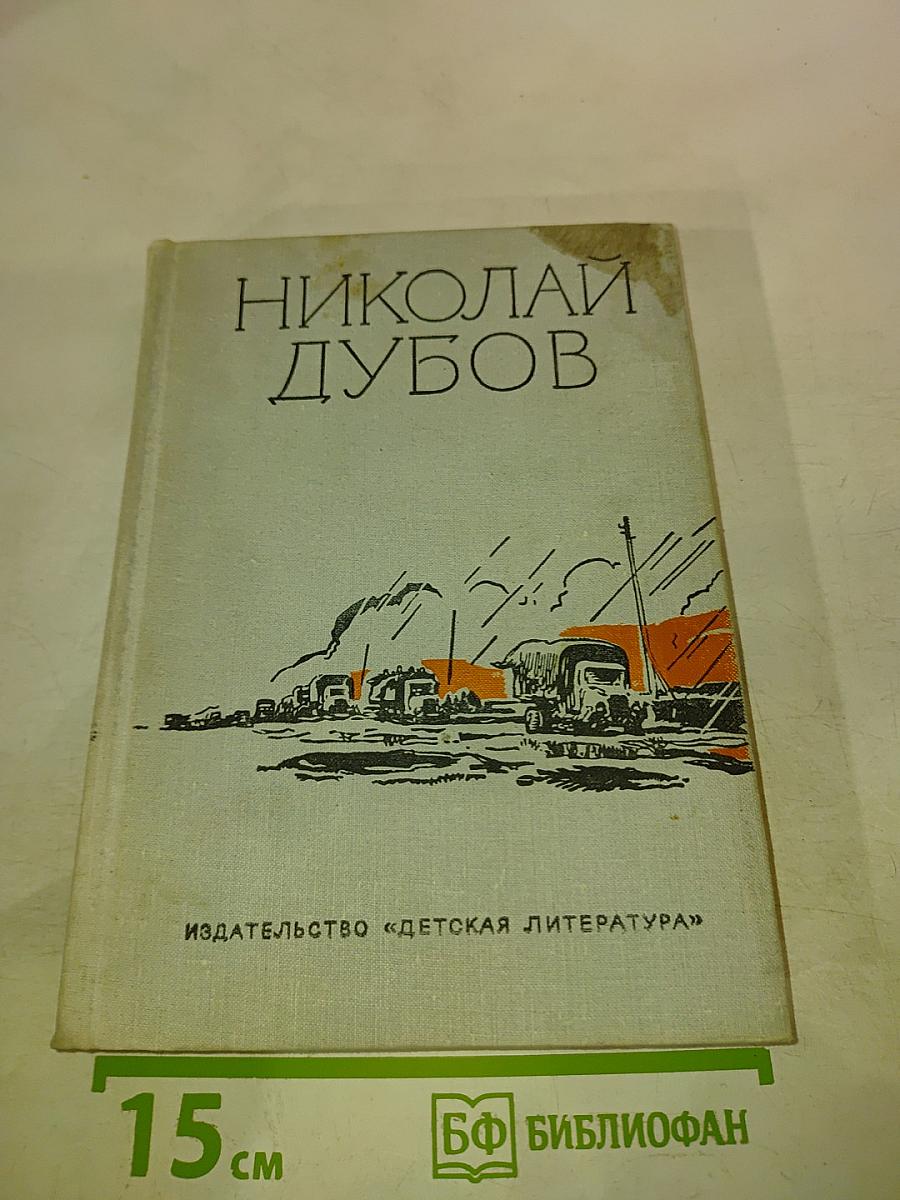 НИКОЛАЙ
ДУБОВ
ИЗДАТЕЛЬСТВО «ДЕТСКАЯ ЛИТЕРАТУРА»
15 см
БФ БИБЛИОФАН